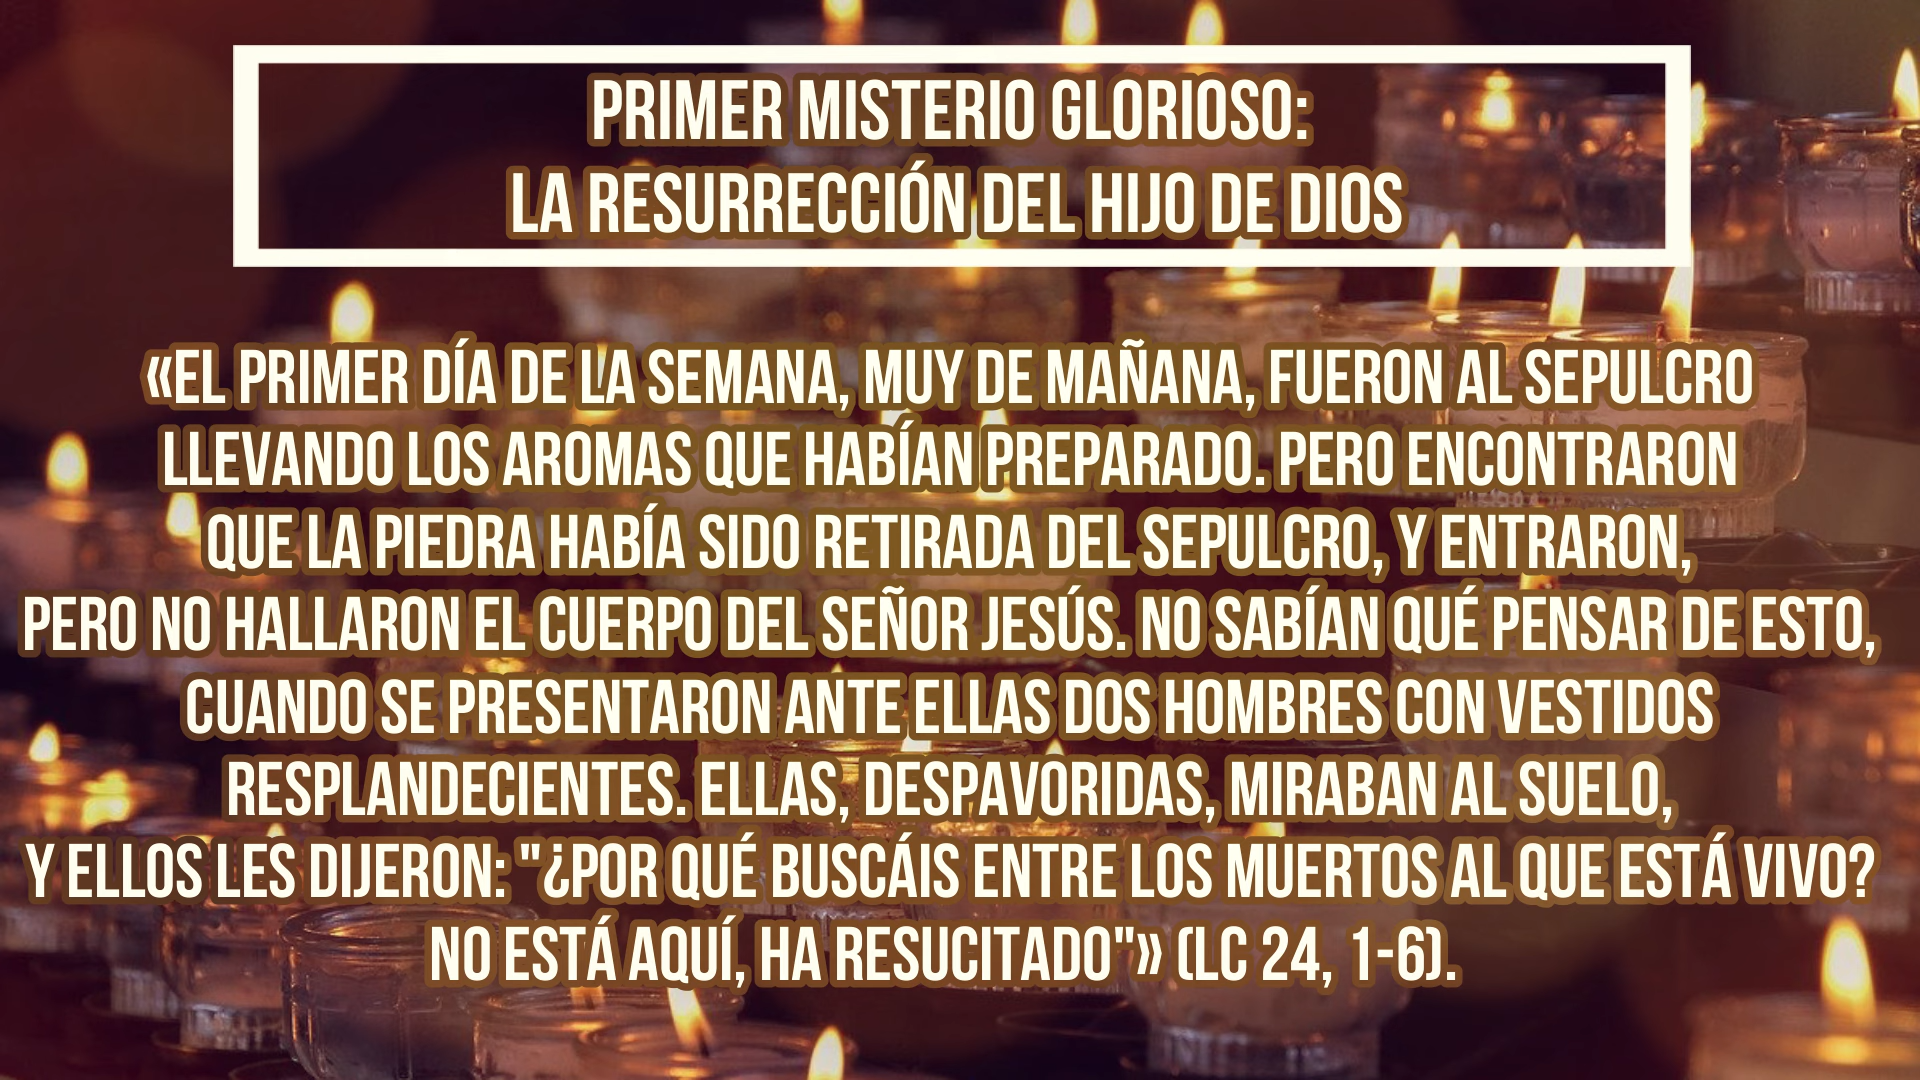 PRIMER MISTERIO GLORIOSO:
LA RESURRECCIÓN DEL HIJO DE DIOS
«EL PRIMER DÍA DE LA SEMANA, MUY DE MAÑANA, FUERON AL SEPULCRO
LLEVANDO LOS AROMAS QUE HABÍAN PREPARADO. PERO ENCONTRARON
QUE LA PIEDRA HABÍA SIDO RETIRADA DEL SEPULCRO, Y ENTRARON,
PERO NO HALLARON EL CUERPO DEL SEÑOR JESÚS. NO SABÍAN QUÉ PENSAR DE ESTO,
CUANDO SE PRESENTARON ANTE ELLAS DOS HOMBRES CON VESTIDOS
RESPLANDECIENTES. ELLAS, DESPAVORIDAS, MIRABAN AL SUELO,
Y ELLOS LES DIJERON: "¿POR QUÉ BUSCÁIS ENTRE LOS MUERTOS AL QUE ESTÁ VIVO?
NO ESTÁ AQUÍ, HA RESUCITADO"» (LC 24, 1-6).